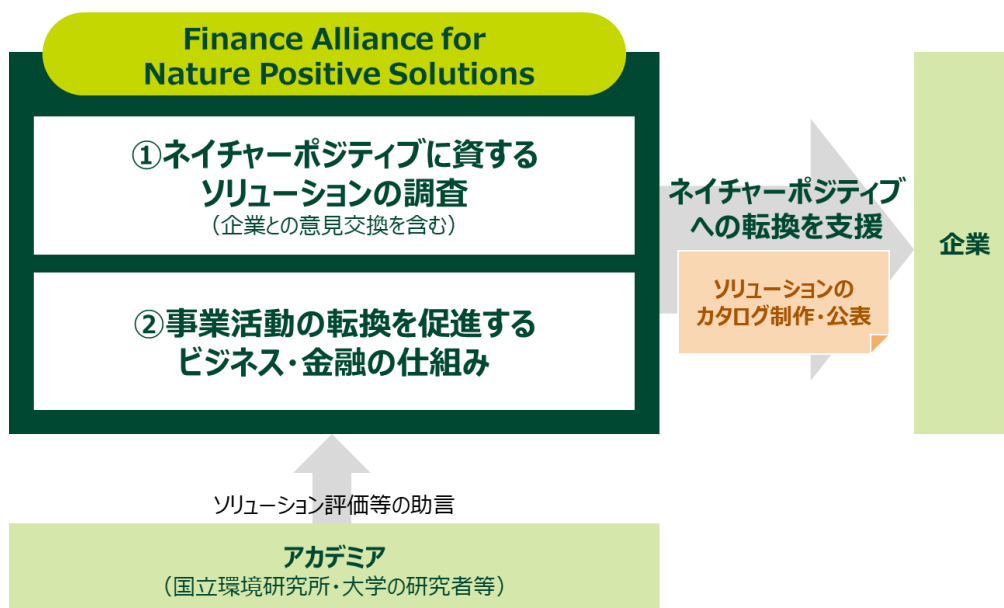 Finance Alliance for
Nature Positive Solutions
①ネイチャーポジティブに資する
ソリューションの調査
（企業との意見交換を含む）
②事業活動の転換を促進する
ビジネス・金融の仕組み
ネイチャーポジティブ
への転換を支援
ソリューションの
カタログ制作・公表
企業
ソリューション評価等の助言
アカデミア
（国立環境研究所・大学の研究者等）